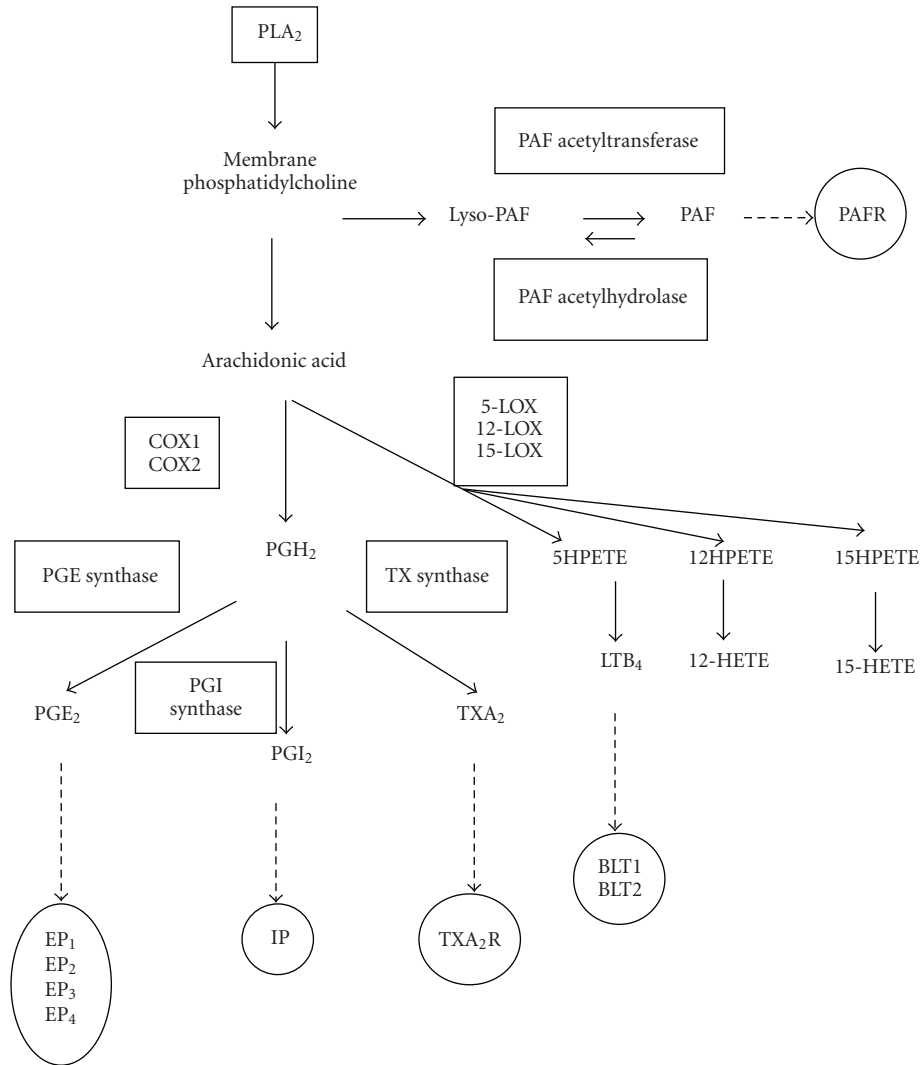 PLA₂
Membrane
phosphatidylcholine
PAF acetyltransferase
Lyso-PAF
PAF
PAFR
PAF acetylhydrolase
Arachidonic acid
COX1
COX2
5-LOX
12-LOX
15-LOX
PGH₂
5HPETE
12HPETE
15HPETE
PGE synthase
TX synthase
LTB₄
12-HETE
15-HETE
PGI
synthase
PGE₂
TXA₂
PGI₂
BLT1
BLT2
EP₁
EP₂
EP₃
EP₄
IP
TXA₂R